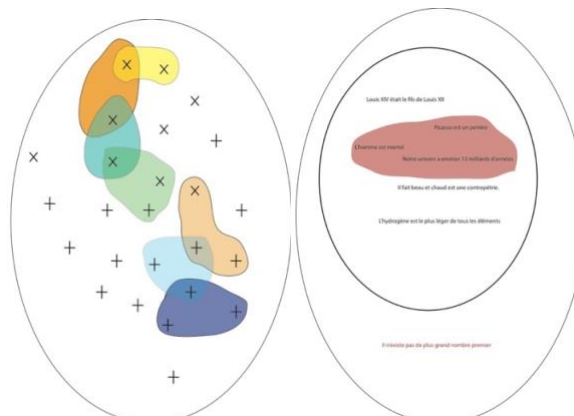 Louis XIV était le fils de Louis XIII
Picasso est un peintre
L'homme est mortel
Notre univers a environ 13 milliards d'années
Il fait beau et chaud est une contrepétrie.
L'hydrogène est le plus léger de tous les éléments
Il n'existe pas de plus grand nombre premier